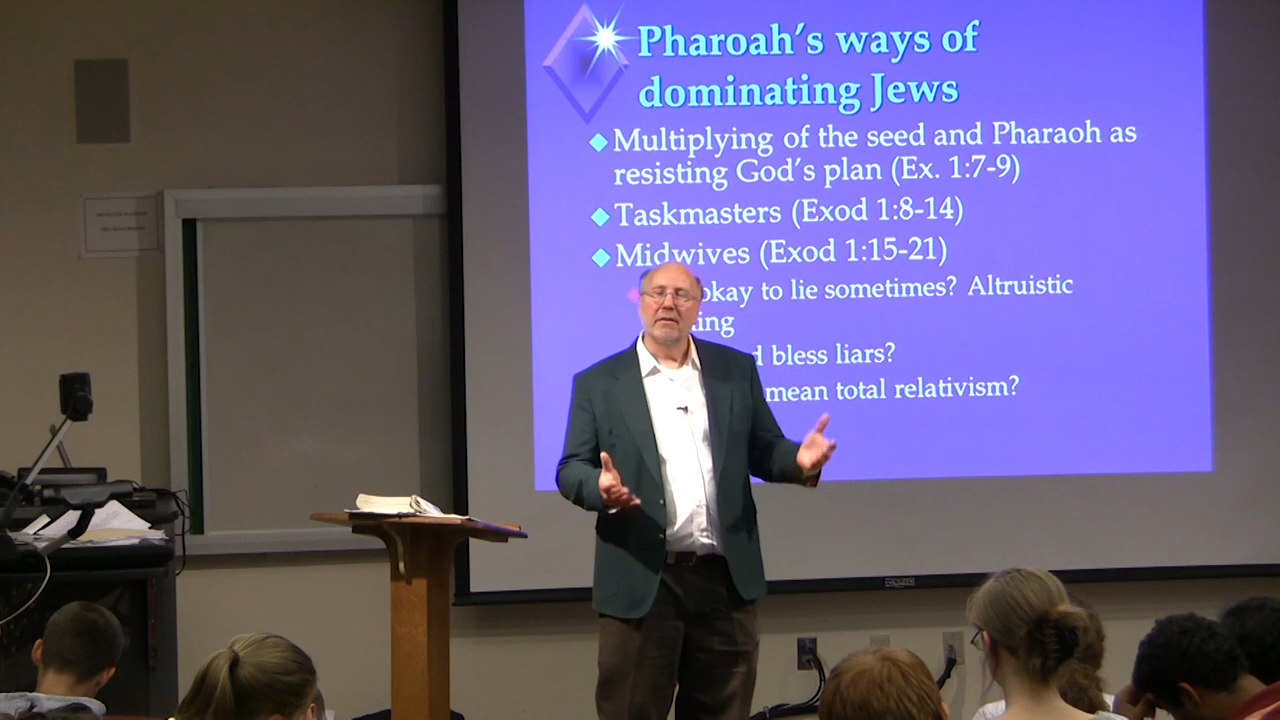 Pharoah's ways of
dominating Jews
Multiplying of the seed and Pharaoh as
resisting God's plan (Ex. 1:7-9)
Taskmasters (Exod 1:8-14)
Midwives (Exod 1:15-21)
okay to lie sometimes? Altruistic
bless liars?
mean total relativism?